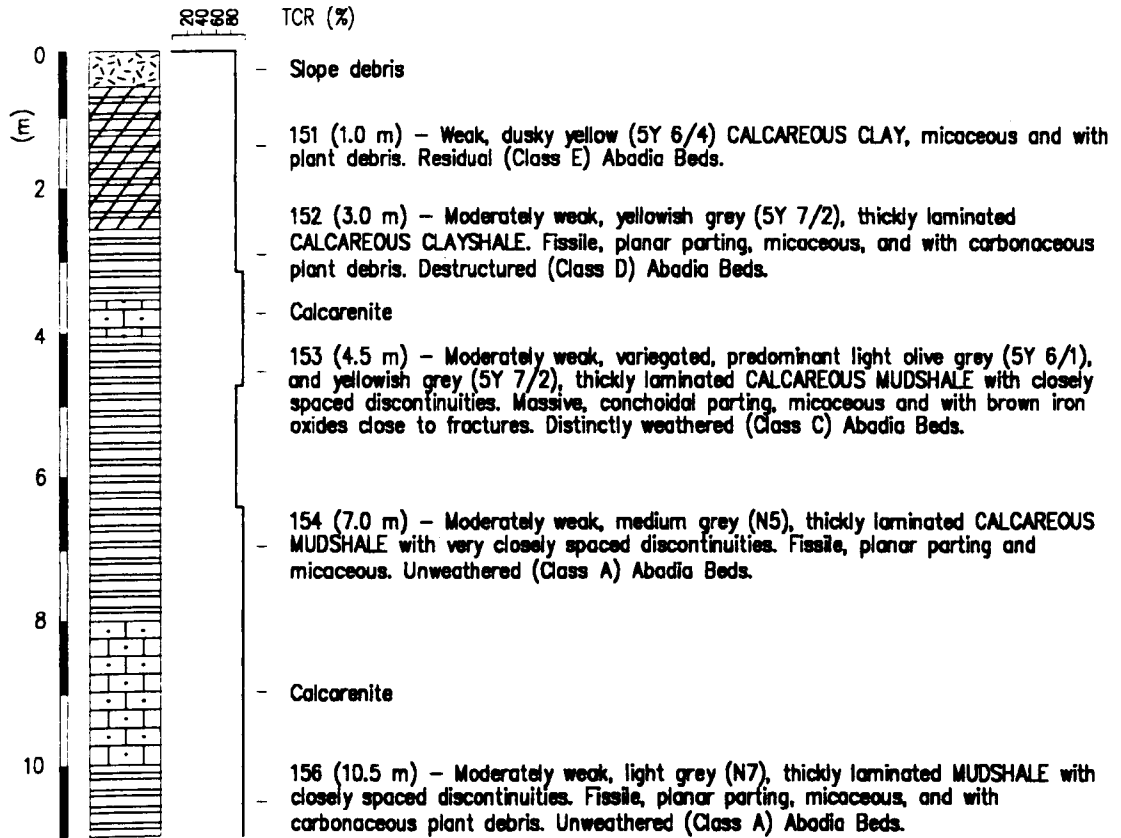 20 40 60 80 TCR (%)
0
Slope debris
(m)
151 (1.0 m) – Weak, dusky yellow (5Y 6/4) CALCAREOUS CLAY, micaceous and with
plant debris. Residual (Class E) Abadia Beds.
2
152 (3.0 m) – Moderately weak, yellowish grey (5Y 7/2), thickly laminated
CALCAREOUS CLAYSHALE. Fissile, planar parting, micaceous, and with carbonaceous
plant debris. Destructured (Class D) Abadia Beds.
Calcarenite
4
153 (4.5 m) – Moderately weak, variegated, predominant light olive grey (5Y 6/1),
and yellowish grey (5Y 7/2), thickly laminated CALCAREOUS MUDSHALE with closely
spaced discontinuities. Massive, conchoidal parting, micaceous and with brown iron
oxides close to fractures. Distinctly weathered (Class C) Abadia Beds.
6
154 (7.0 m) – Moderately weak, medium grey (N5), thickly laminated CALCAREOUS
MUDSHALE with very closely spaced discontinuities. Fissile, planar parting and
micaceous. Unweathered (Class A) Abadia Beds.
8
Calcarenite
10
156 (10.5 m) – Moderately weak, light grey (N7), thickly laminated MUDSHALE with
closely spaced discontinuities. Fissile, planar parting, micaceous, and with
carbonaceous plant debris. Unweathered (Class A) Abadia Beds.